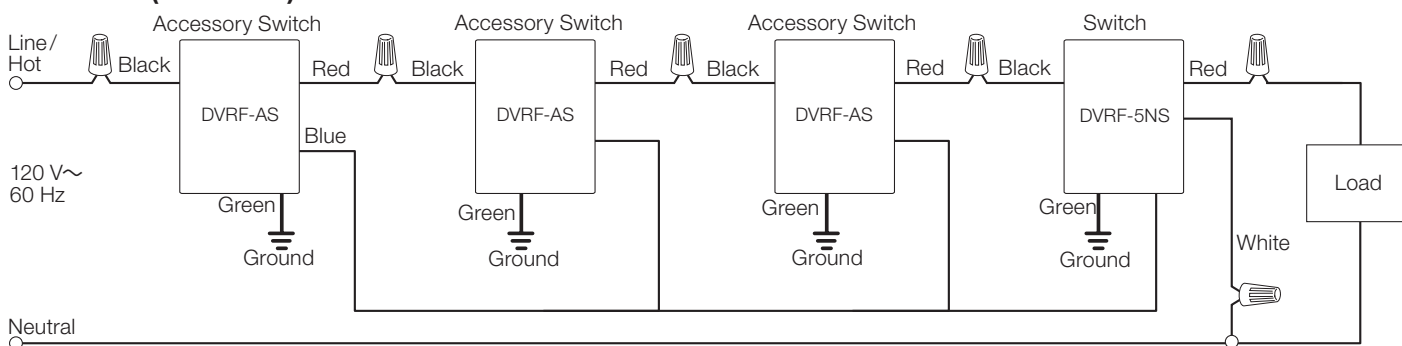 Accessory Switch
Accessory Switch
Accessory Switch
Switch
Line/
Hot
Black
Red
Black
Red
Black
Red
Black
Red
DVRF-AS
DVRF-AS
DVRF-AS
DVRF-5NS
Blue
120 V~
60 Hz
Load
Green
Green
Green
Green
Ground
Ground
Ground
Ground
White
Neutral